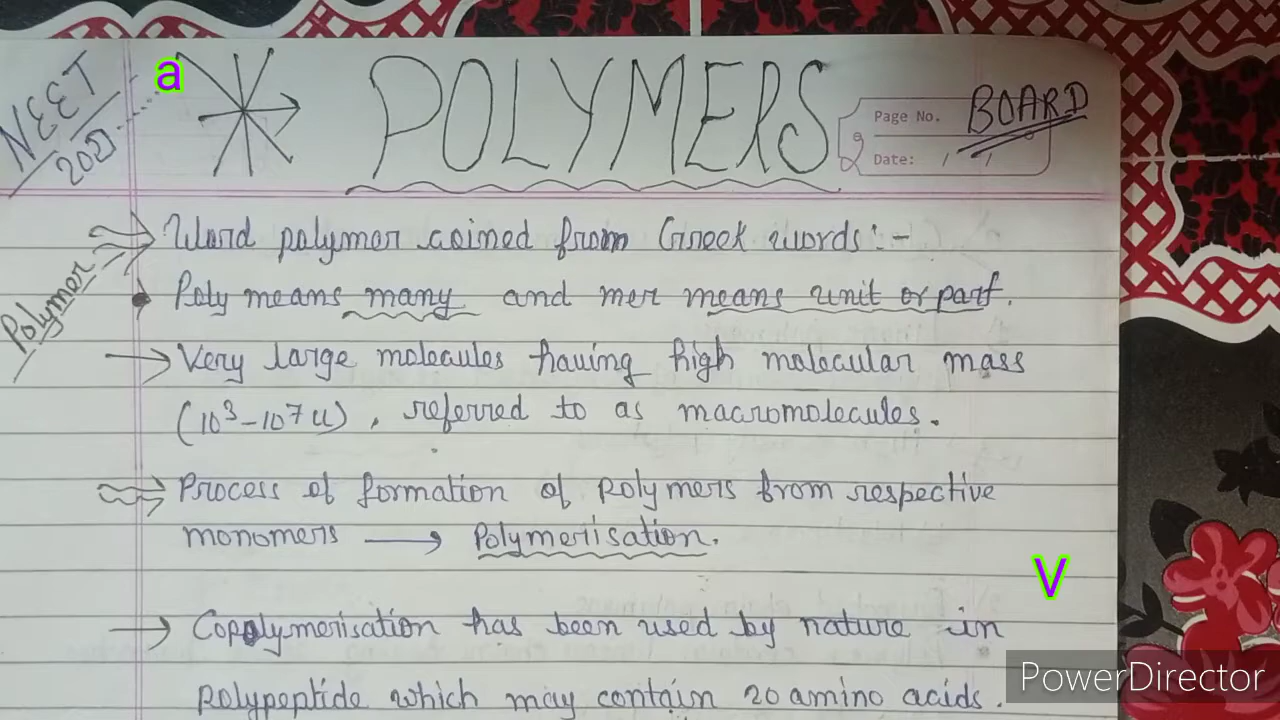 NEET
2021.....
a
POLYMERS
Page No.
BOARD
Date: / /
Word polymer coined from Greek words :-
Polymer
Poly means many and mer means unit or part.
→ Very large molecules having high molecular mass
(10³-10⁷u), referred to as macromolecules.
⇒ Process of formation of polymers from respective
monomers → Polymerisation.
V
→ Copolymerisation has been used by nature in
PowerDirector
polypeptide which may contain 20 amino acids.